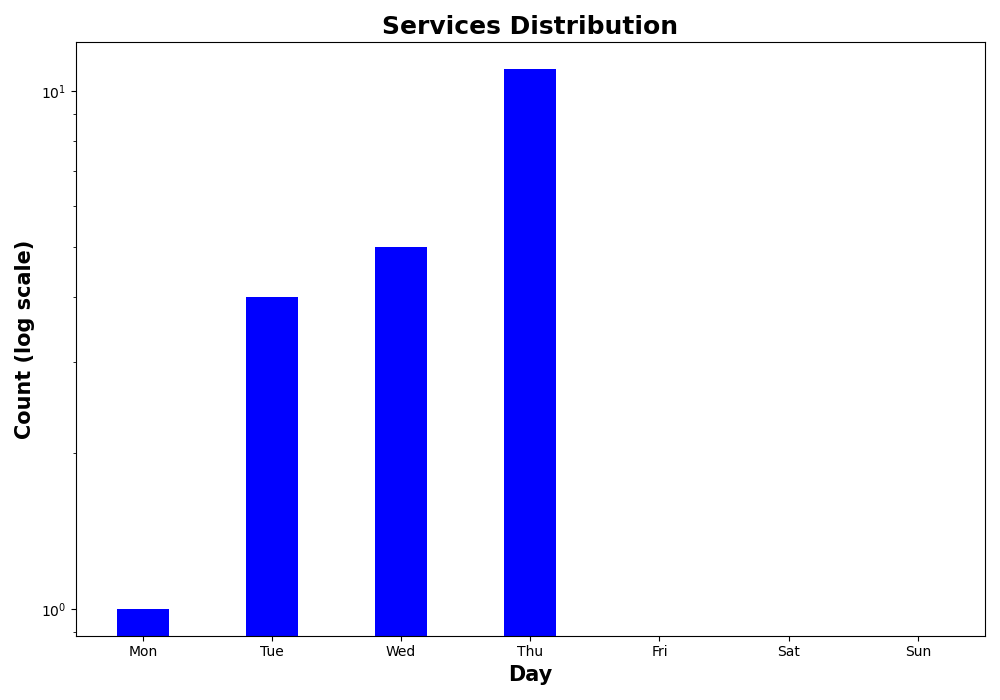 Services Distribution
Count (log scale)
10¹
10⁰
Mon Tue Wed Thu Fri Sat Sun
Day